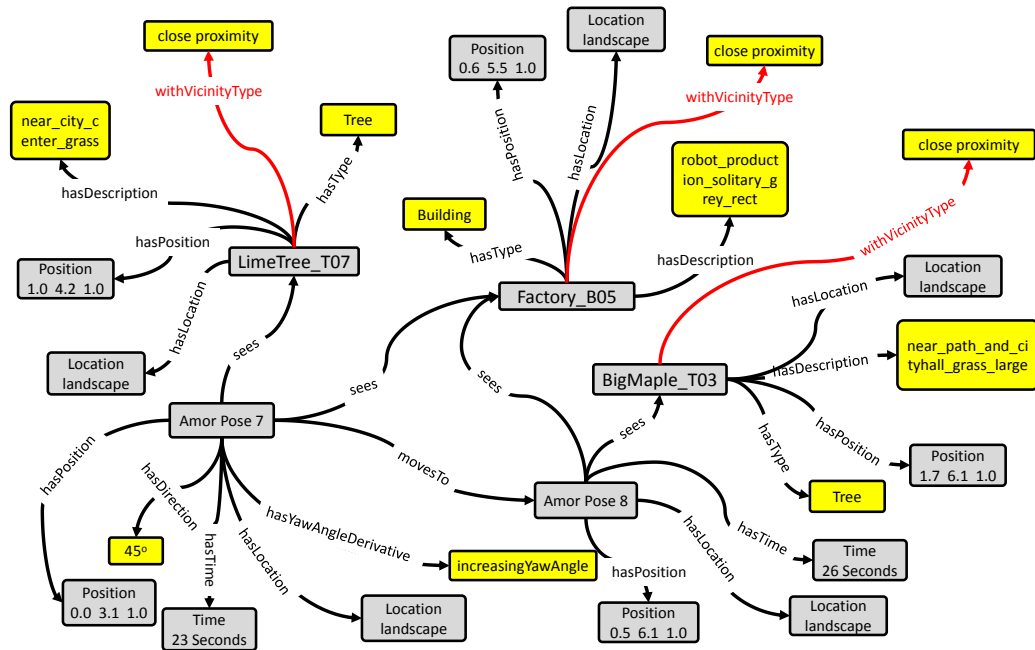 close proximity
Location
landscape
Position
0.6 5.5 1.0
close proximity
withVicinityType
withVicinityType
near_city_c
enter_grass
Tree
hasType
hasPosition
hasLocation
close proximity
robot_product
ion_solitary_g
rey_rect
hasDescription
Building
hasType
withVicinityType
hasPosition
LimeTree_T07
Position
1.0 4.2 1.0
hasDescription
Location
landscape
hasLocation
Factory_B05
hasLocation
sees
near_path_and_ci
tyhall_grass_large
Location
landscape
sees
hasDescription
BigMaple_T03
sees
Amor Pose 7
hasPosition
sees
hasType
hasPosition
Position
1.7 6.1 1.0
movesTo
hasDirection
Amor Pose 8
Tree
hasYawAngleDerivative
hasTime
hasLocation
hasTime
hasLocation
45º
increasingYawAngle
hasPosition
Time
26 Seconds
Position
0.0 3.1 1.0
Time
23 Seconds
Location
landscape
Position
0.5 6.1 1.0
Location
landscape